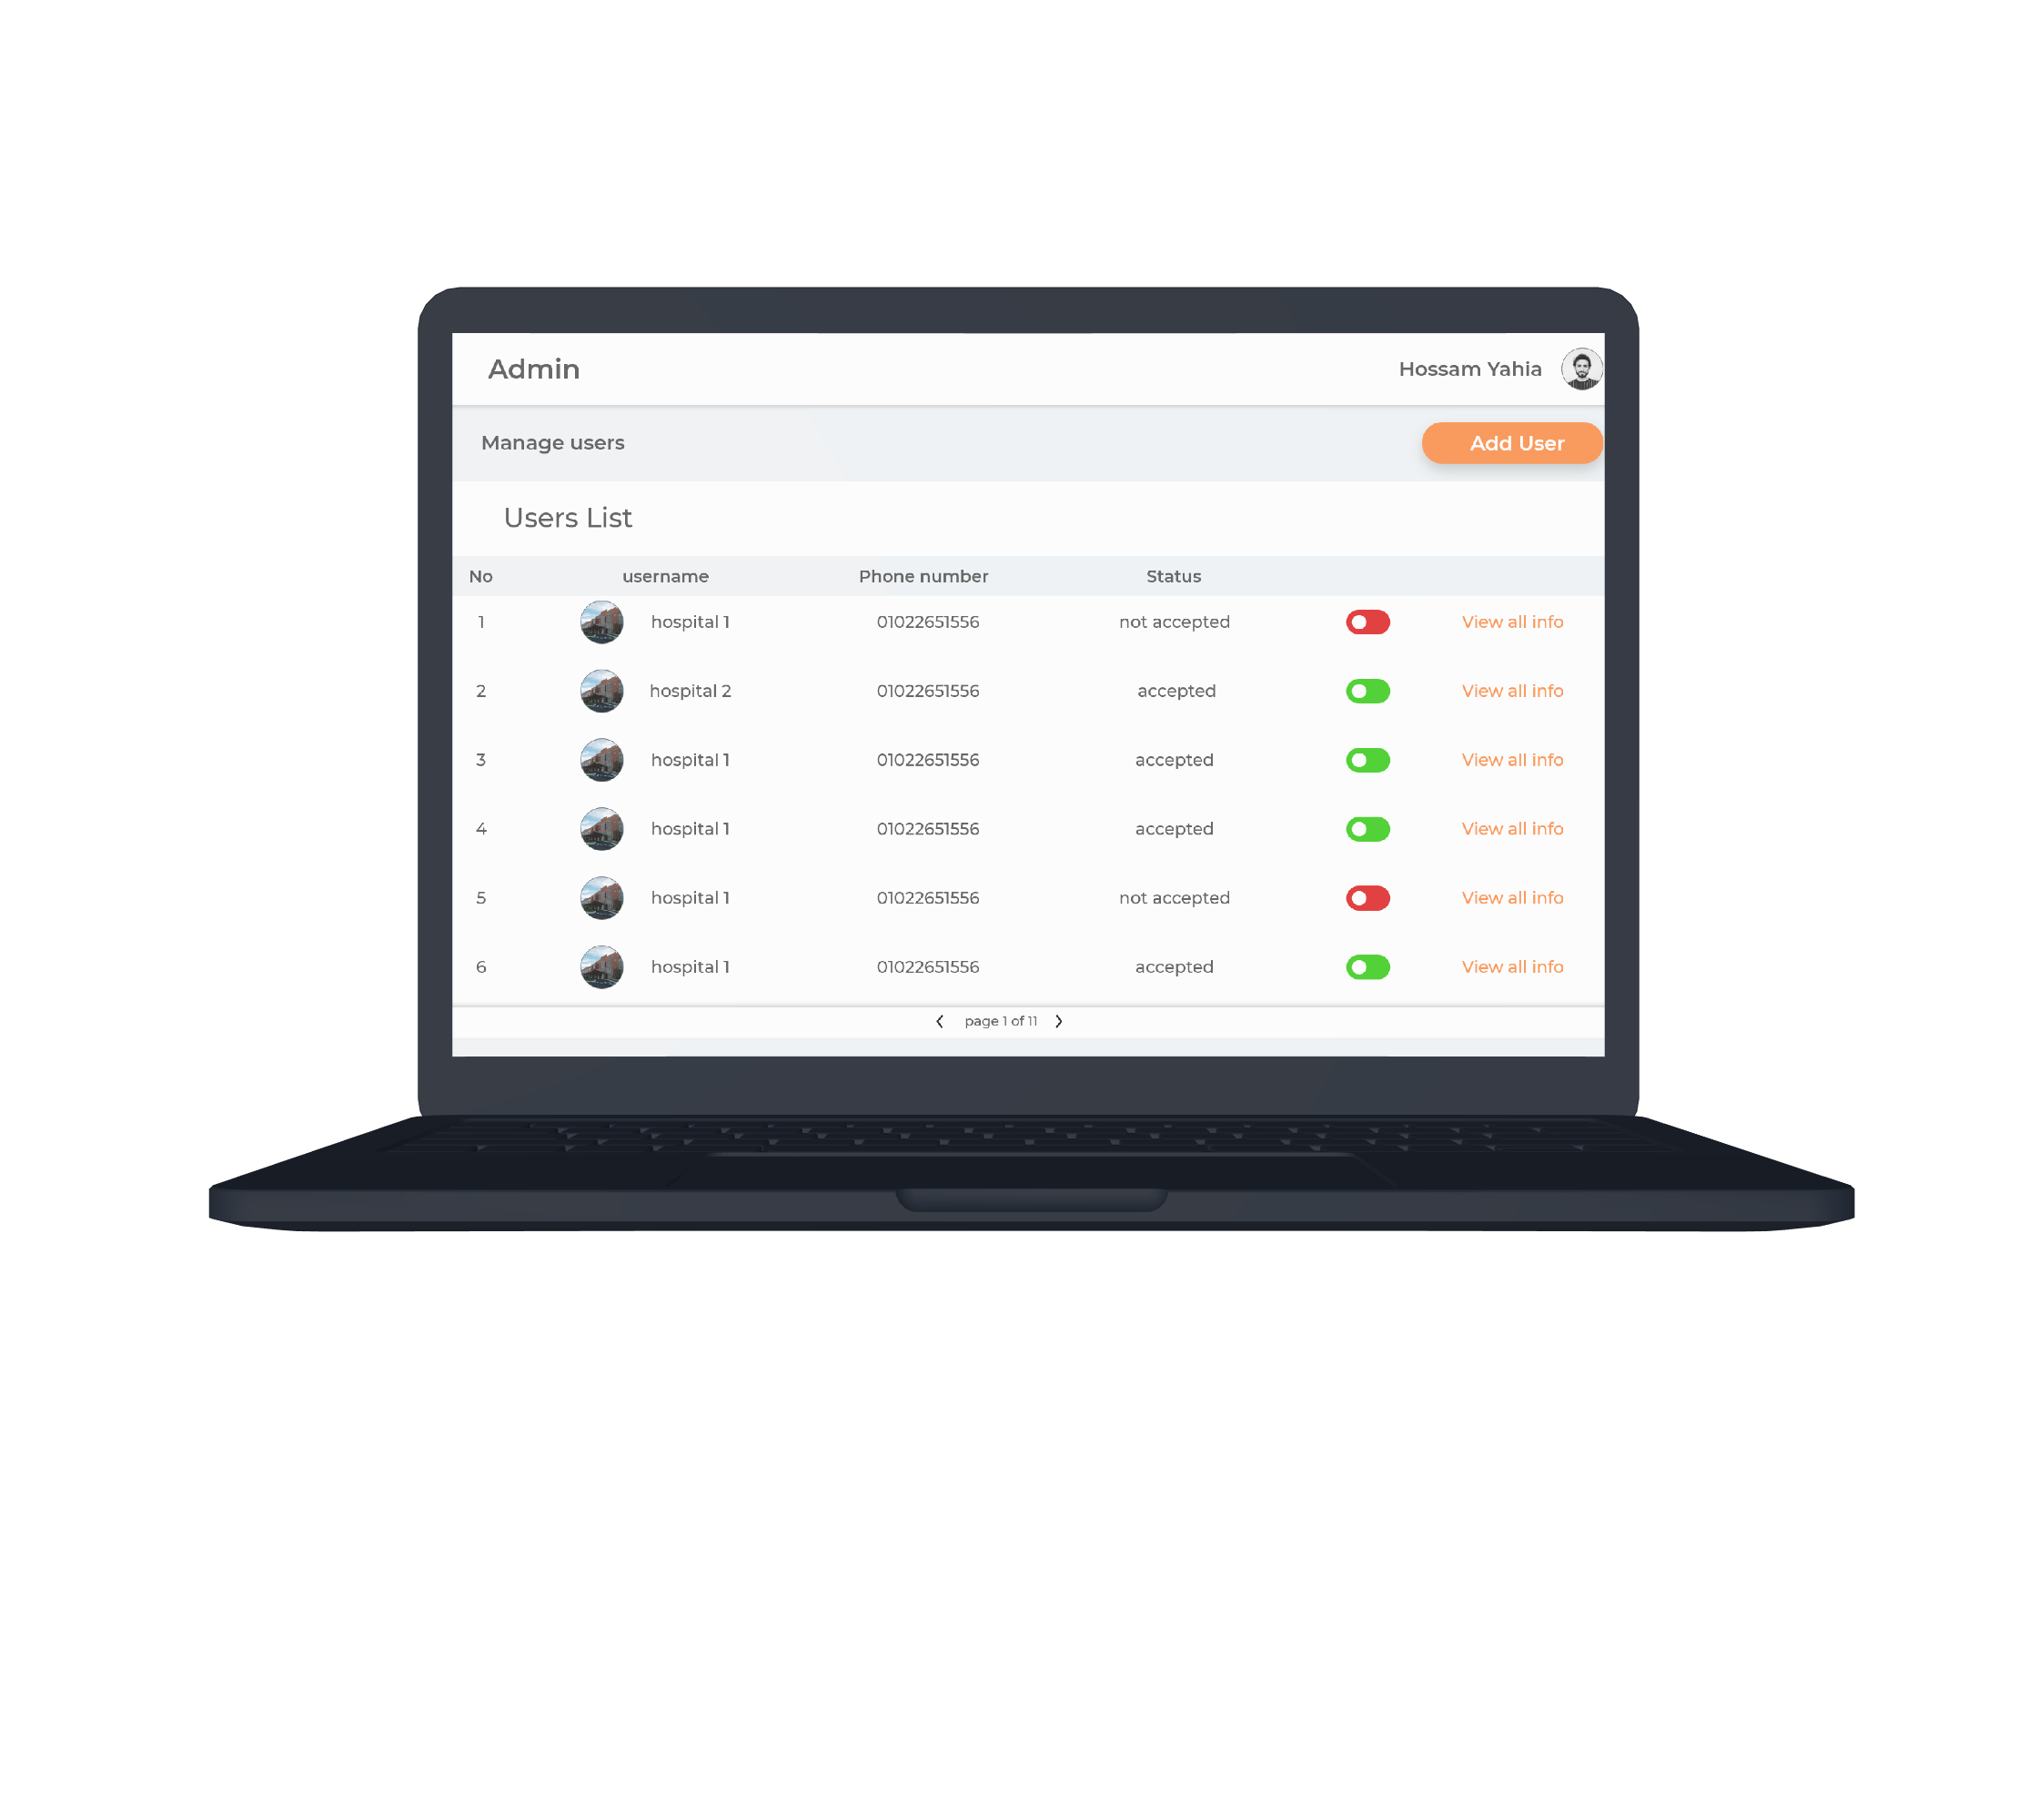 Admin
Hossam Yahia
Manage users
Add User
Users List
No username Phone number Status
1 hospital 1 01022651556 not accepted View all info
2 hospital 2 01022651556 accepted View all info
3 hospital 1 01022651556 accepted View all info
4 hospital 1 01022651556 accepted View all info
5 hospital 1 01022651556 not accepted View all info
6 hospital 1 01022651556 accepted View all info
page 1 of 11